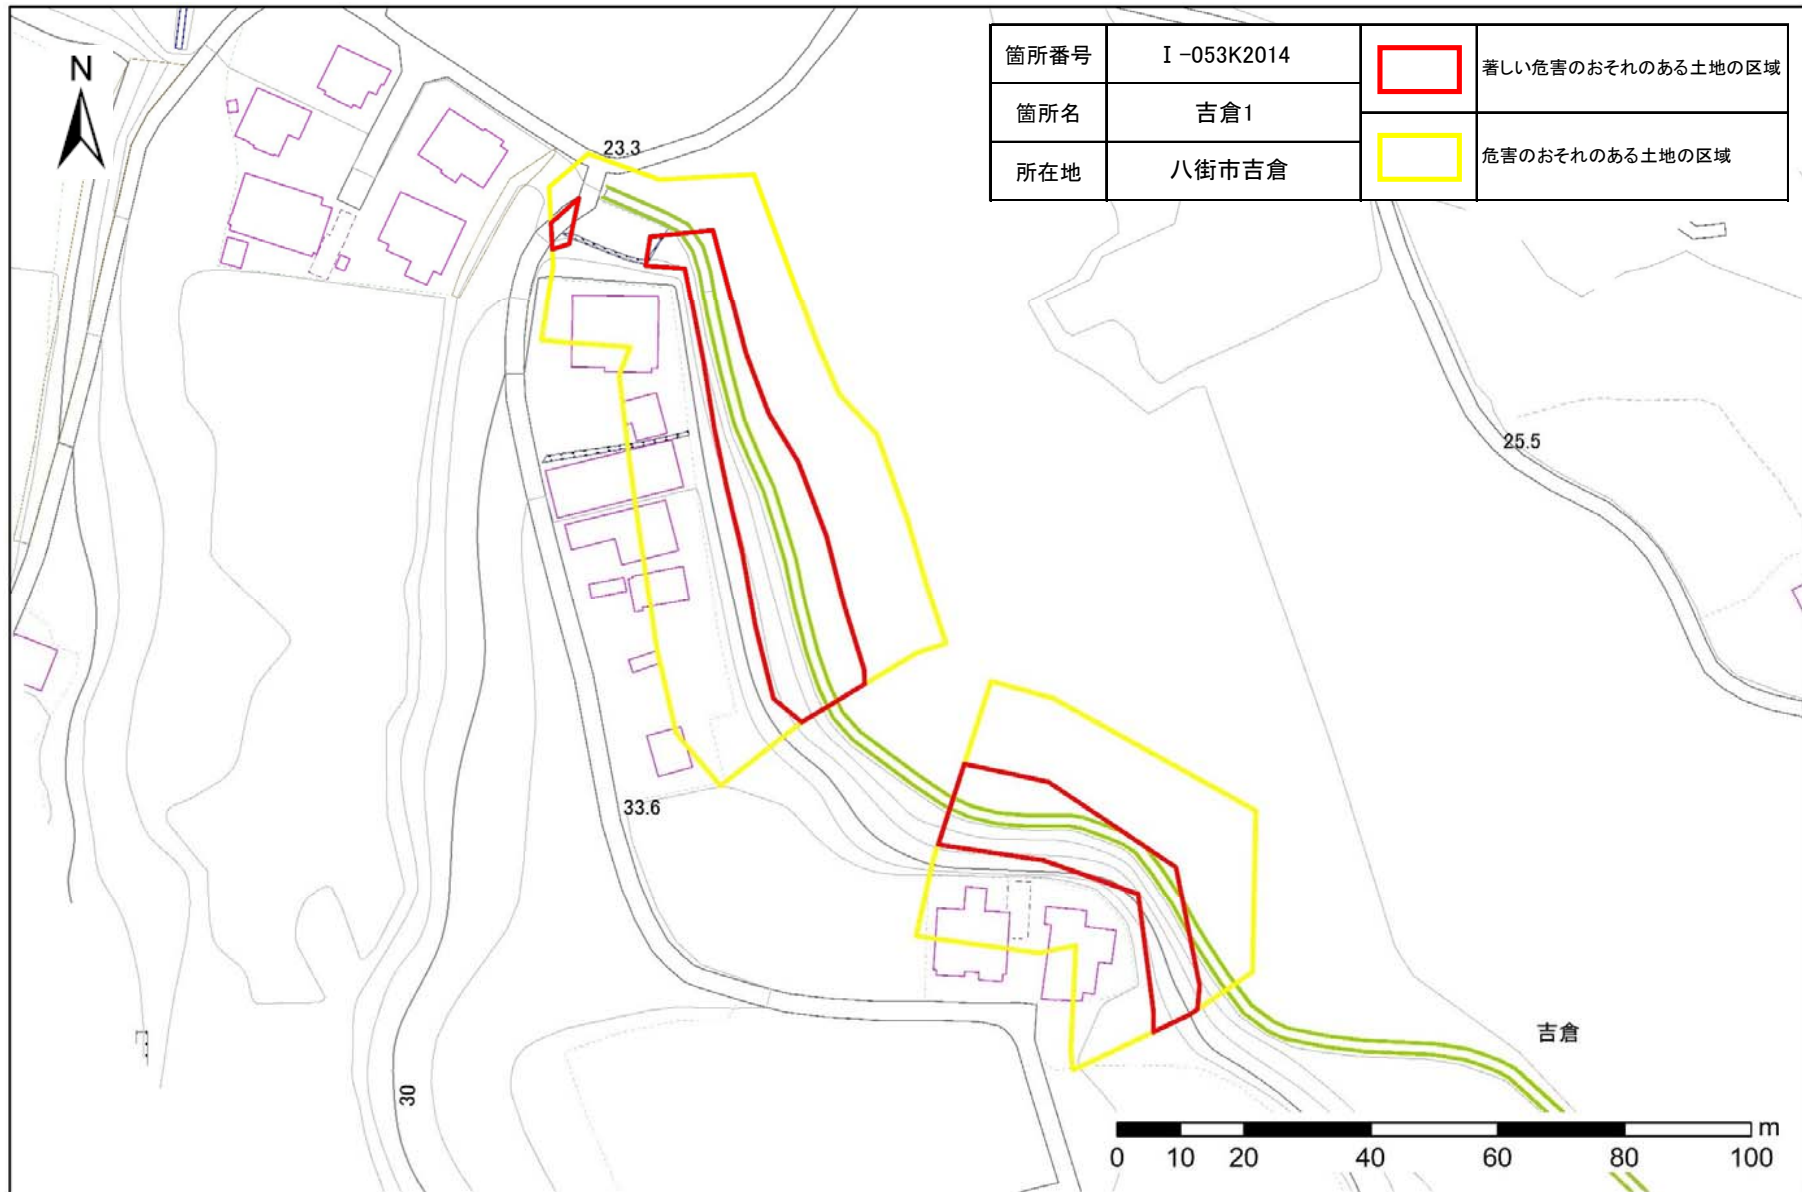 N
箇所番号 Ⅰ-053K2014
箇所名 吉倉1
所在地 八街市吉倉
著しい危害のおそれのある土地の区域
危害のおそれのある土地の区域
23.3
25.5
33.6
吉倉
30
m
0 10 20 40 60 80 100